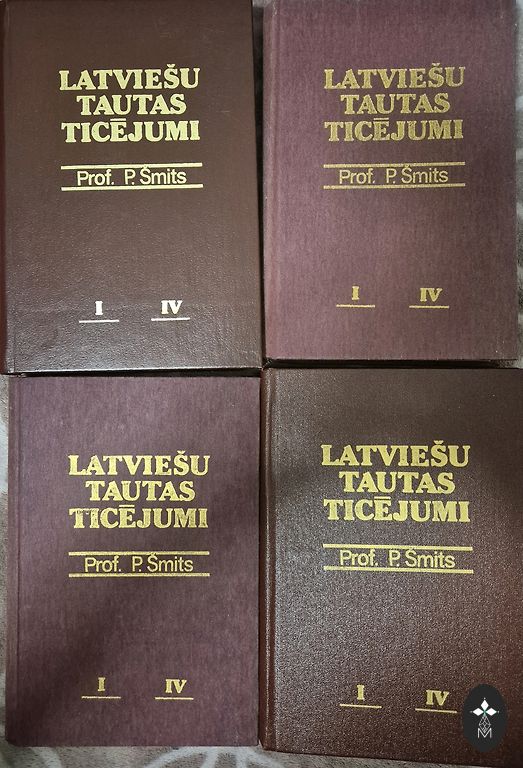 LATVIEŠU
TAUTAS
TICĒJUMI
Prof. P. Šmits
I IV
LATVIEŠU
TAUTAS
TICĒJUMI
Prof. P. Šmits
I IV
LATVIEŠU
TAUTAS
TICĒJUMI
Prof. P. Šmits
I IV
LATVIEŠU
TAUTAS
TICĒJUMI
Prof. P. Šmits
I IV